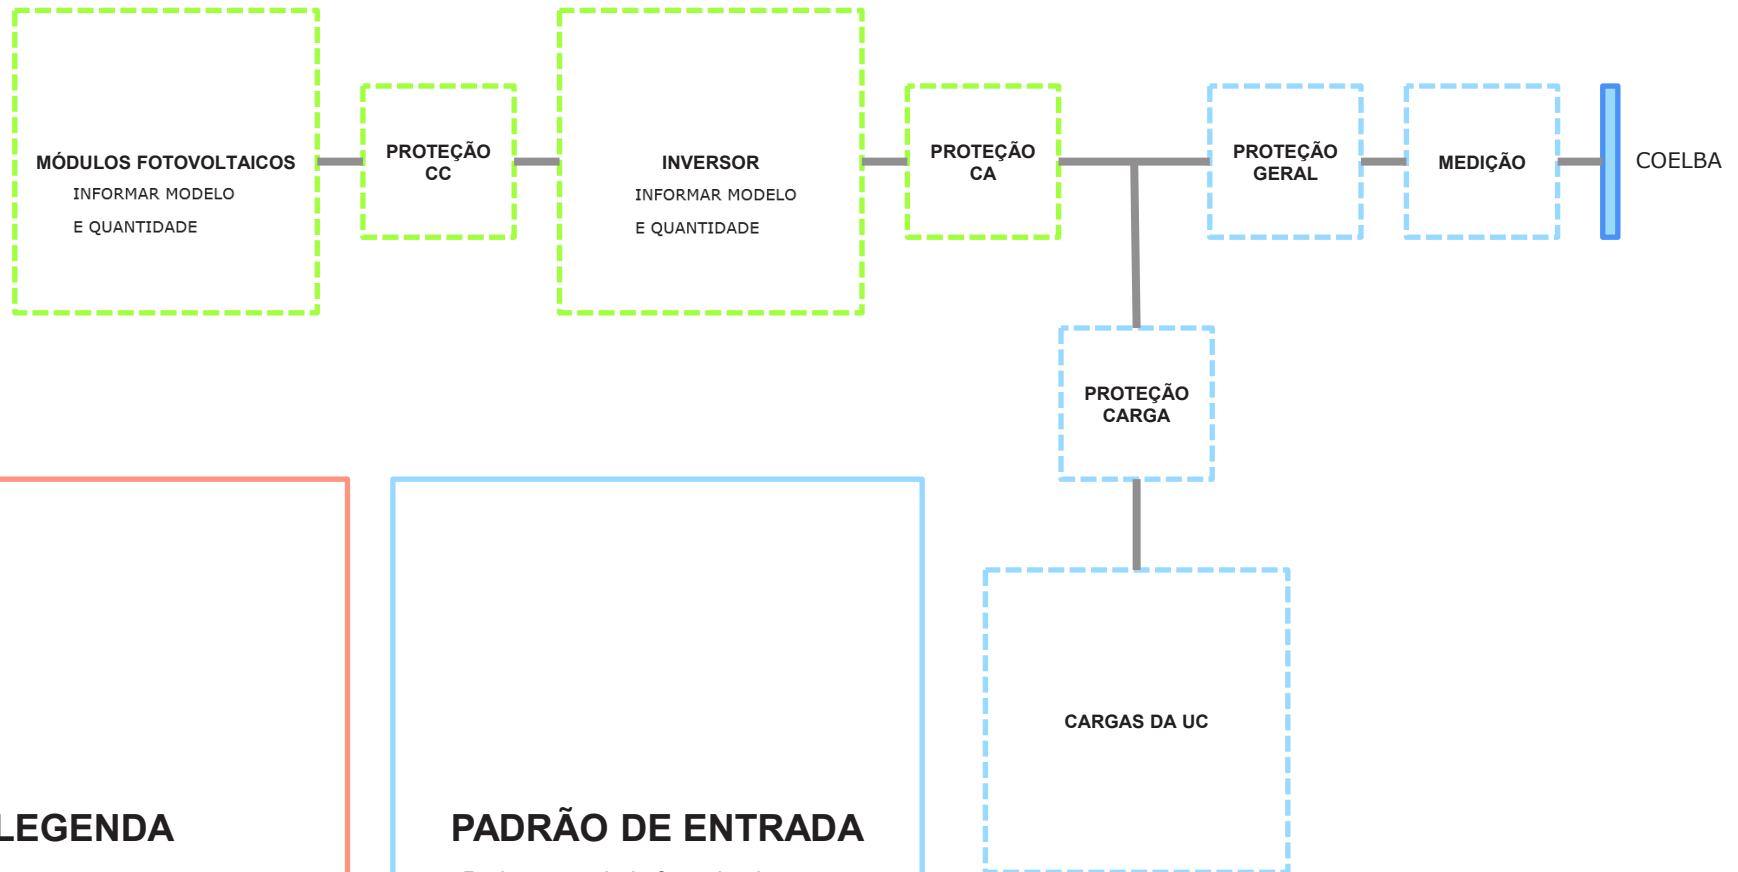 MÓDULOS FOTOVOLTAICOS
INFORMAR MODELO
E QUANTIDADE
PROTEÇÃO
CC
INVERSOR
INFORMAR MODELO
E QUANTIDADE
PROTEÇÃO
CA
PROTEÇÃO
GERAL
MEDIÇÃO
COELBA
PROTEÇÃO
CARGA
CARGAS DA UC
LEGENDA
PADRÃO DE ENTRADA